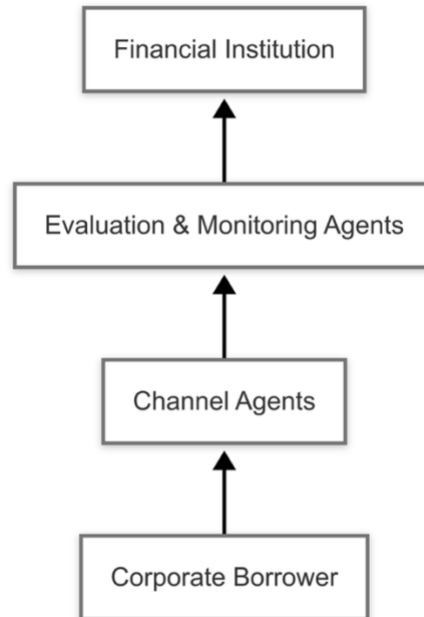 Financial Institution
Evaluation & Monitoring Agents
Channel Agents
Corporate Borrower